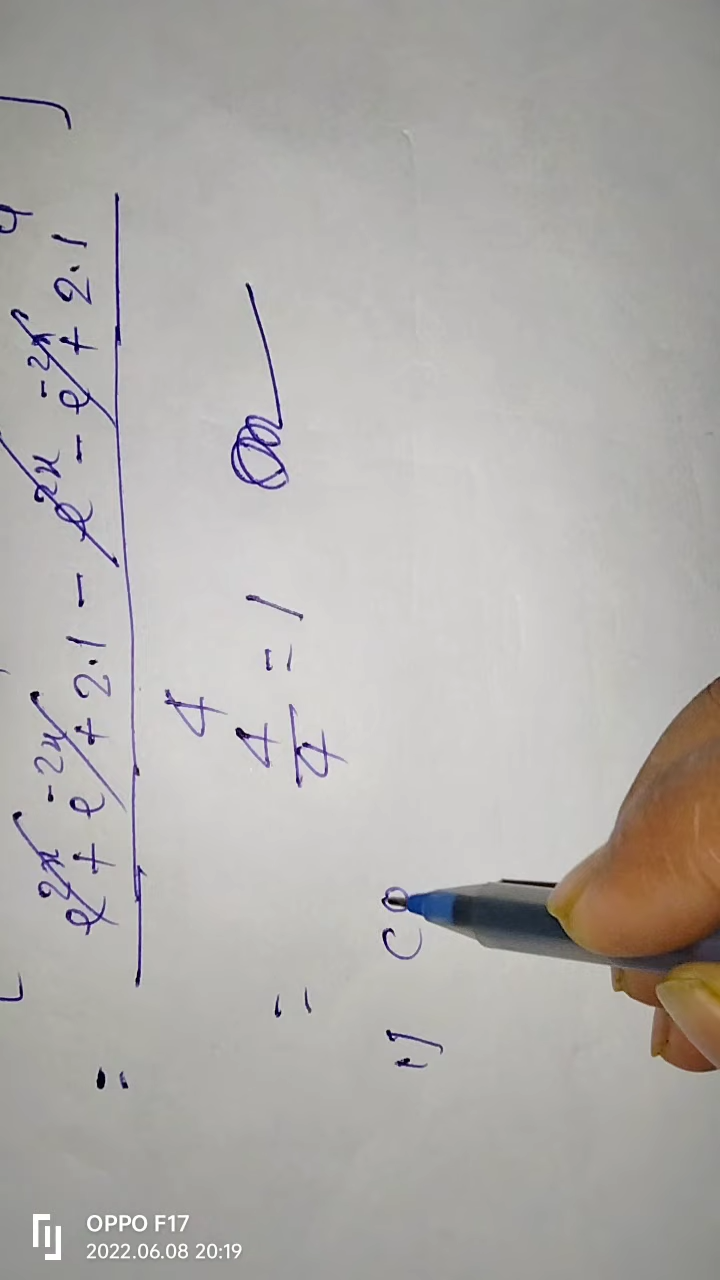 = e^{2x} + e^{-2x} + 2.1 - e^{2x} - e^{-2x} + 2.1
4
= 4/4 = 1
1) Co
OPPO F17
2022.06.08 20:19